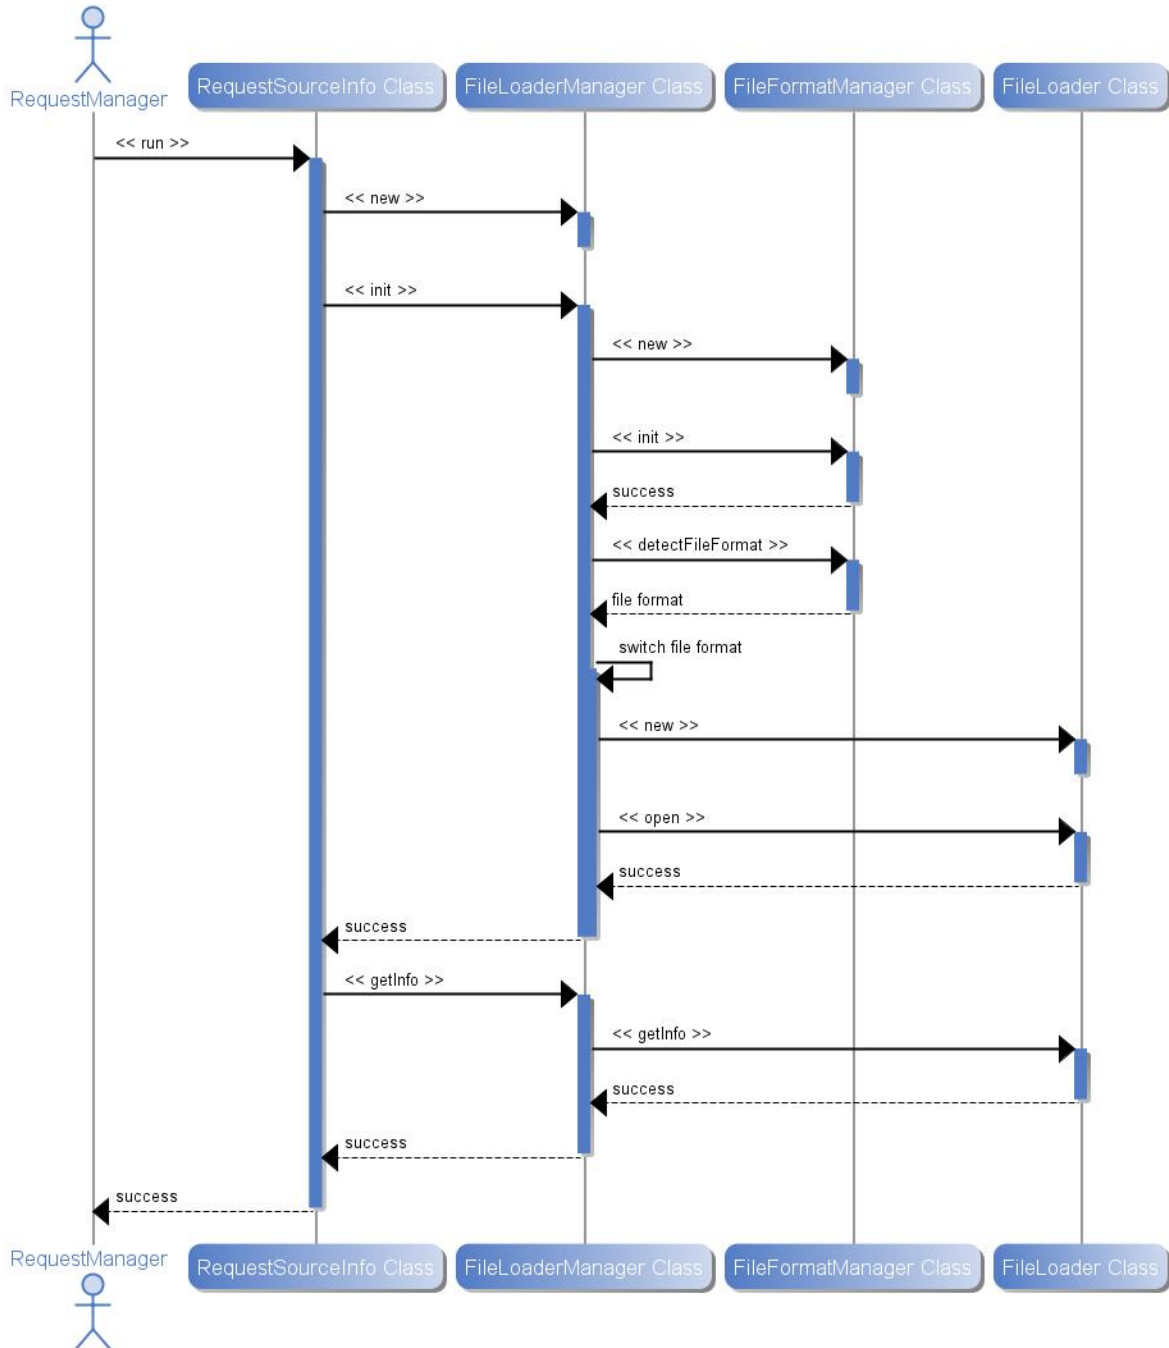 RequestManager
RequestSourceInfo Class
FileLoaderManager Class
FileFormatManager Class
FileLoader Class
<< run >>
<< new >>
<< init >>
<< new >>
<< init >>
success
<< detectFileFormat >>
file format
switch file format
<< new >>
<< open >>
success
success
<< getInfo >>
<< getInfo >>
success
success
success
RequestManager
RequestSourceInfo Class
FileLoaderManager Class
FileFormatManager Class
FileLoader Class